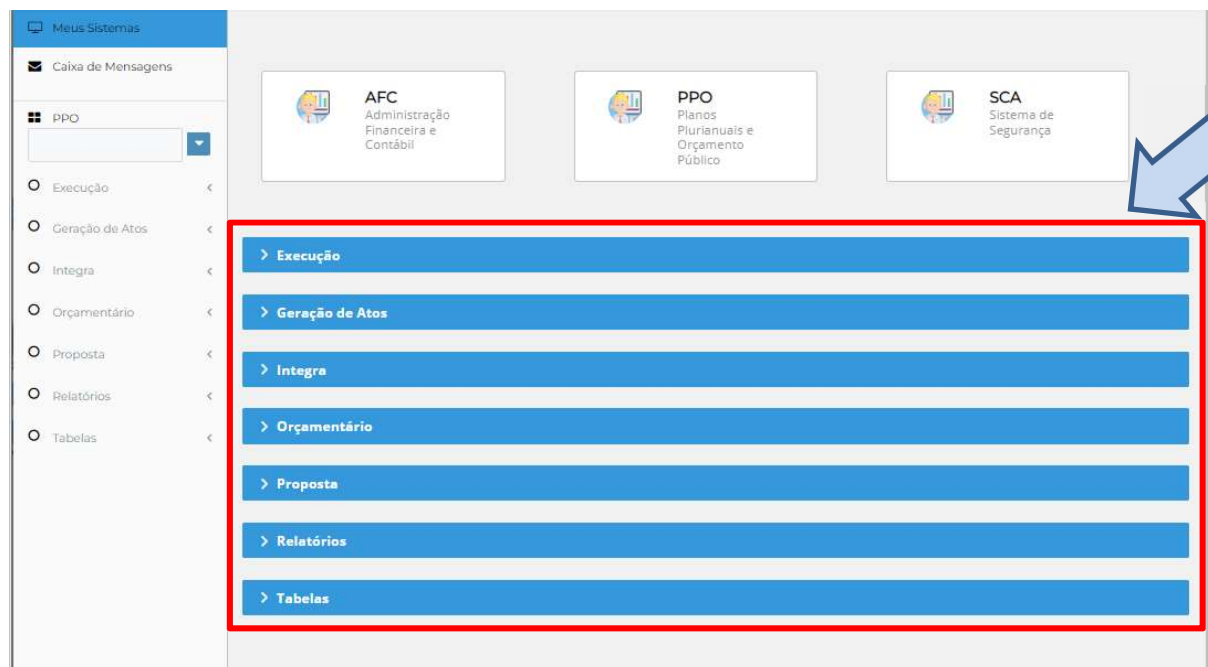 Meus Sistemas
Caixa de Mensagens
PPO
Execução
Geração de Atos
Integra
Orçamentário
Proposta
Relatórios
Tabelas
AFC
Administração
Financeira e
Contábil
PPO
Planos
Plurianuais e
Orçamento
Público
SCA
Sistema de
Segurança
Execução
Geração de Atos
Integra
Orçamentário
Proposta
Relatórios
Tabelas